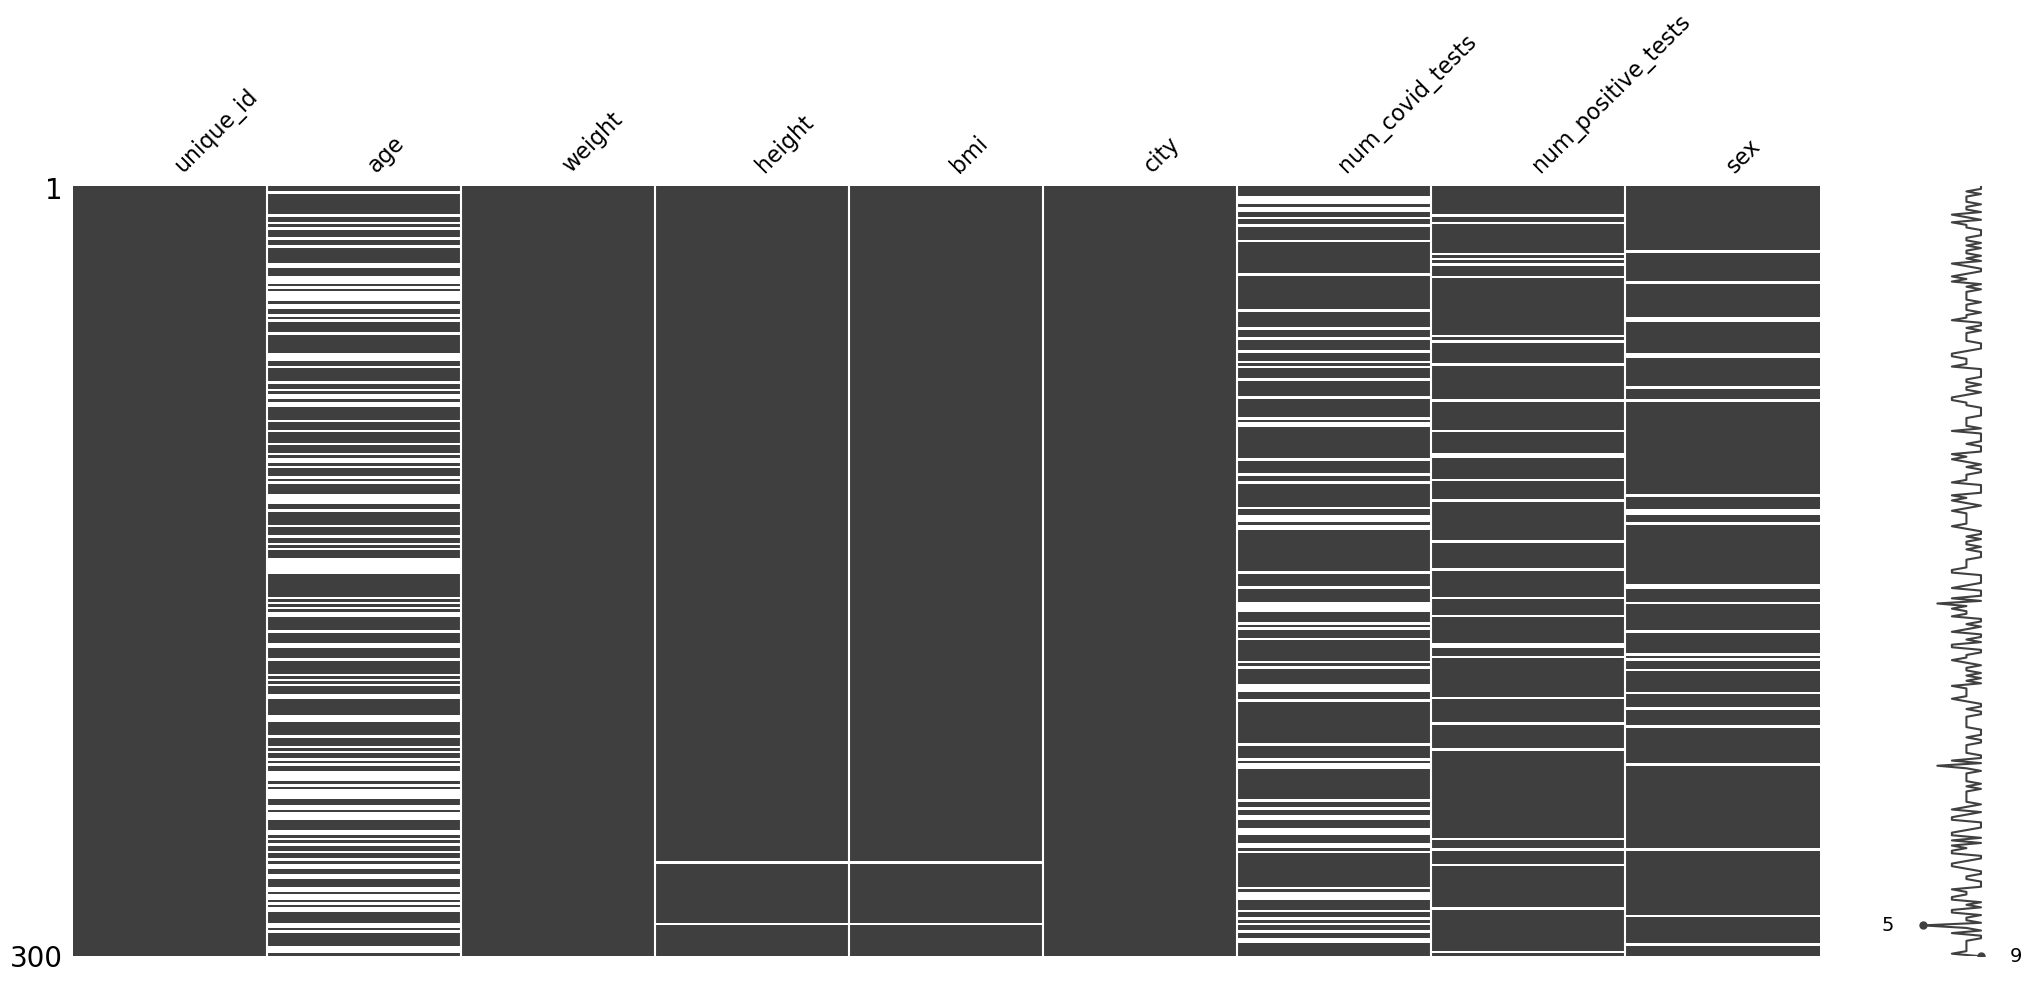 unique_id
age
weight
height
bmi
city
num_covid_tests
num_positive_tests
sex
1
300
5
9